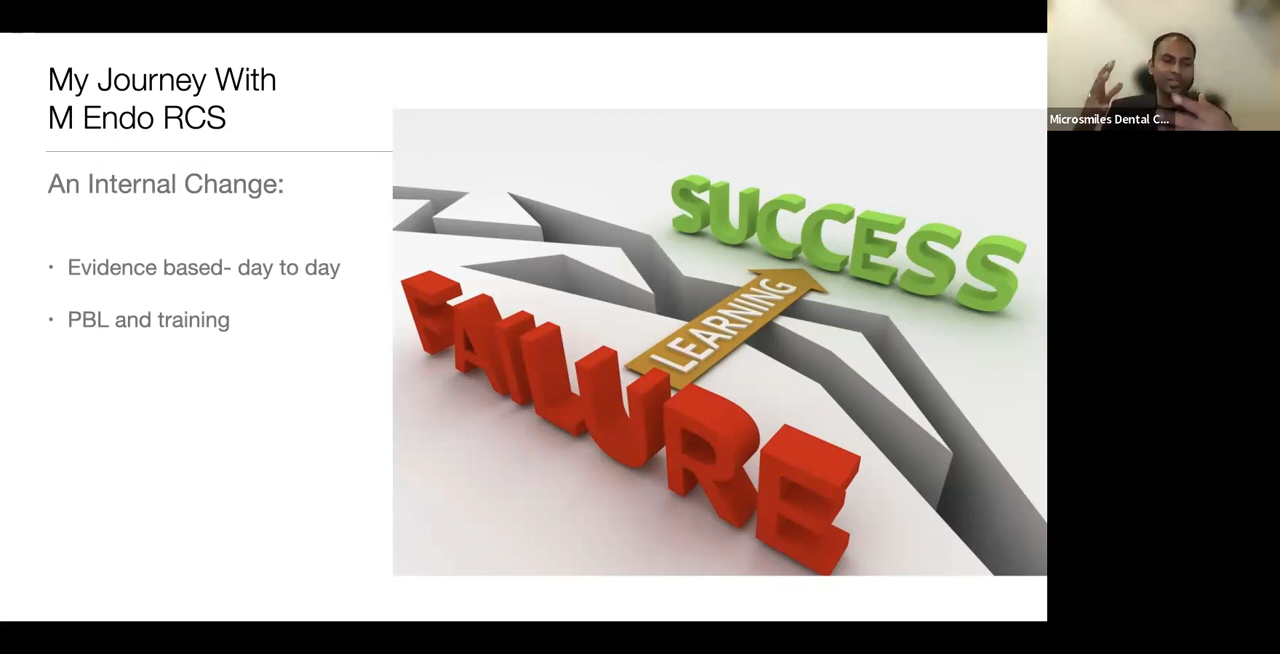 My Journey With
M Endo RCS
An Internal Change:
· Evidence based- day to day
· PBL and training
SUCCESS
LEARNING
FAILURE
Microsmiles Dental C...